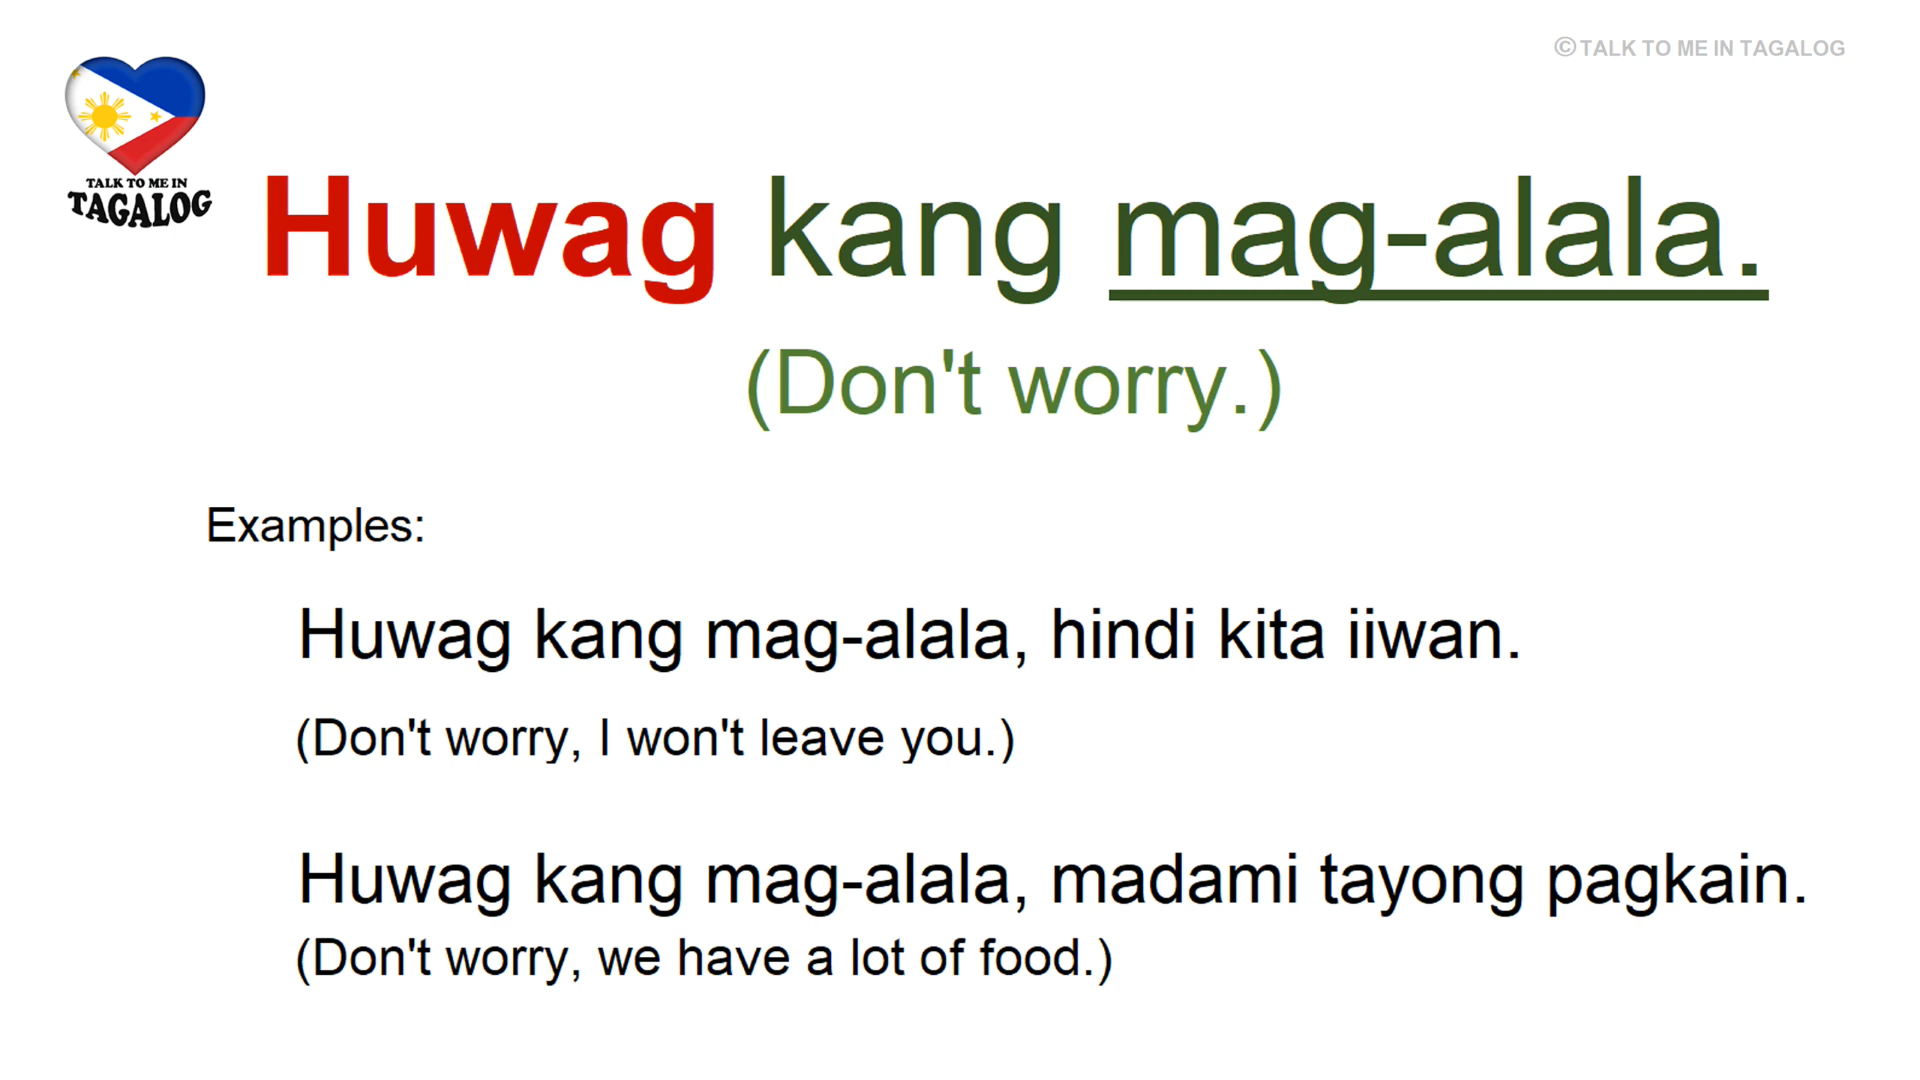 © TALK TO ME IN TAGALOG
TALK TO ME IN
TAGALOG
Huwag kang mag-alala.
(Don't worry.)
Examples:
Huwag kang mag-alala, hindi kita iiwan.
(Don't worry, I won't leave you.)
Huwag kang mag-alala, madami tayong pagkain.
(Don't worry, we have a lot of food.)